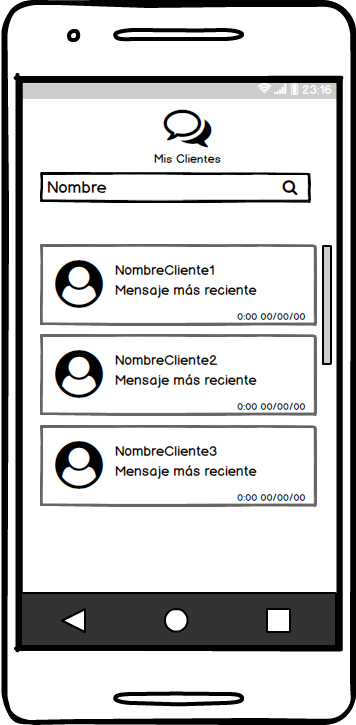 23:16
Mis Clientes
Nombre
NombreCliente1
Mensaje más reciente
0:00 00/00/00
NombreCliente2
Mensaje más reciente
0:00 00/00/00
NombreCliente3
Mensaje más reciente
0:00 00/00/00